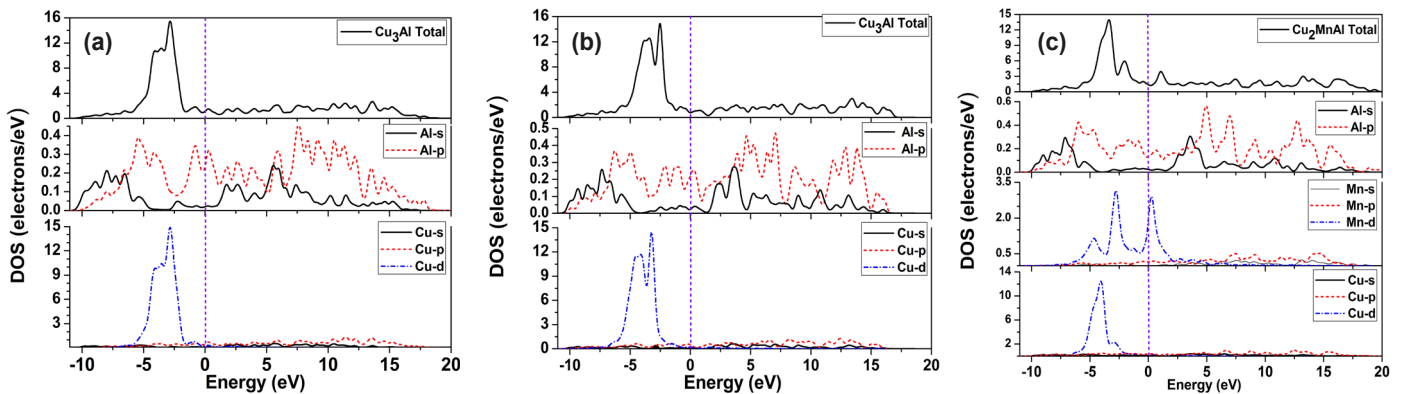 (a)
Cu3Al Total
16
12
8
4
0
Al-s
Al-p
0.4
0.3
0.2
0.1
0.0
Cu-s
Cu-p
Cu-d
15
12
9
6
3
-10 -5 0 5 10 15 20
Energy (eV)
DOS (electrons/eV)
(b)
Cu3Al Total
16
12
8
4
0
Al-s
Al-p
0.5
0.4
0.3
0.2
0.1
0.0
Cu-s
Cu-p
Cu-d
15
12
9
6
3
0
-10 -5 0 5 10 15 20
Energy (eV)
DOS (electrons/eV)
(c)
Cu2MnAl Total
15
12
9
6
3
0
Al-s
Al-p
0.6
0.4
0.2
0.0
Mn-s
Mn-p
Mn-d
3.5
2.0
0.5
Cu-s
Cu-p
Cu-d
14
12
10
8
6
4
2
-10 -5 0 5 10 15 20
Energy (eV)
DOS (electrons/eV)